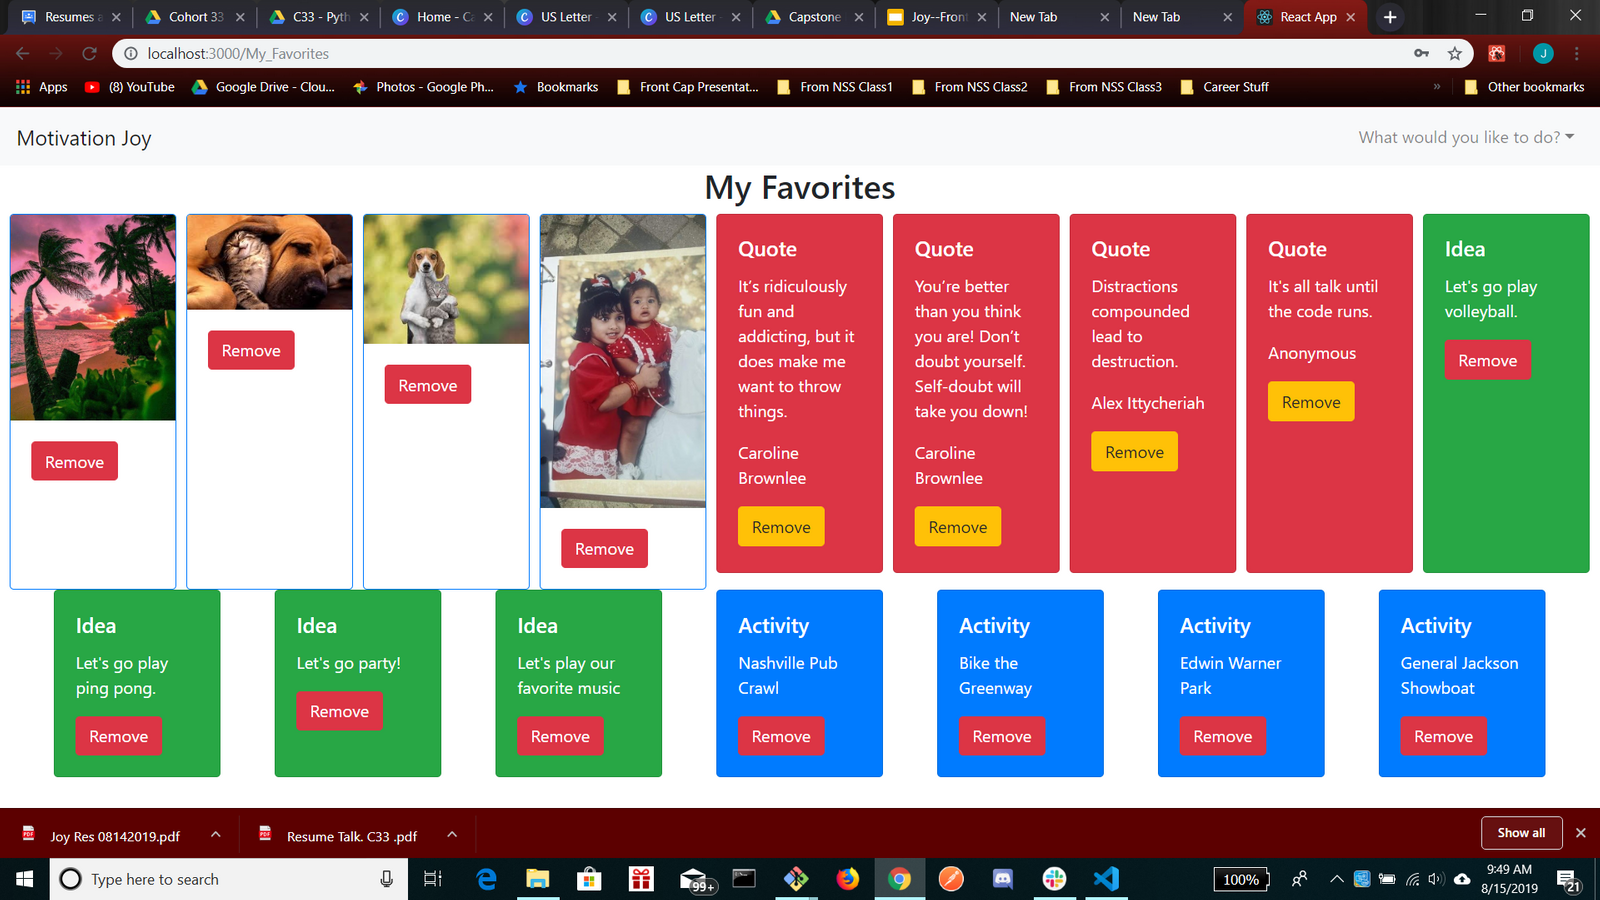 Resumes a
Cohort 33
C33 - Pyth
Home - Ca
US Letter
US Letter -
Capstone
Joy--Front
New Tab
New Tab
React App
localhost:3000/My_Favorites
J
Apps
(8) YouTube
Google Drive - Clou...
Photos - Google Ph...
Bookmarks
Front Cap Presentat...
From NSS Class1
From NSS Class2
From NSS Class3
Career Stuff
»
Other bookmarks
Motivation Joy
What would you like to do?
My Favorites
Remove
Remove
Remove
Remove
Quote
It’s ridiculously
fun and
addicting, but it
does make me
want to throw
things.
Caroline
Brownlee
Remove
Quote
You’re better
than you think
you are! Don’t
doubt yourself.
Self-doubt will
take you down!
Caroline
Brownlee
Remove
Quote
Distractions
compounded
lead to
destruction.
Alex Ittycheriah
Remove
Quote
It's all talk until
the code runs.
Anonymous
Remove
Idea
Let's go play
volleyball.
Remove
Idea
Let's go play
ping pong.
Remove
Idea
Let's go party!
Remove
Idea
Let's play our
favorite music
Remove
Activity
Nashville Pub
Crawl
Remove
Activity
Bike the
Greenway
Remove
Activity
Edwin Warner
Park
Remove
Activity
General Jackson
Showboat
Remove
Joy Res 08142019.pdf
Resume Talk. C33 .pdf
Show all
Type here to search
99+
100%
9:49 AM
8/15/2019
21